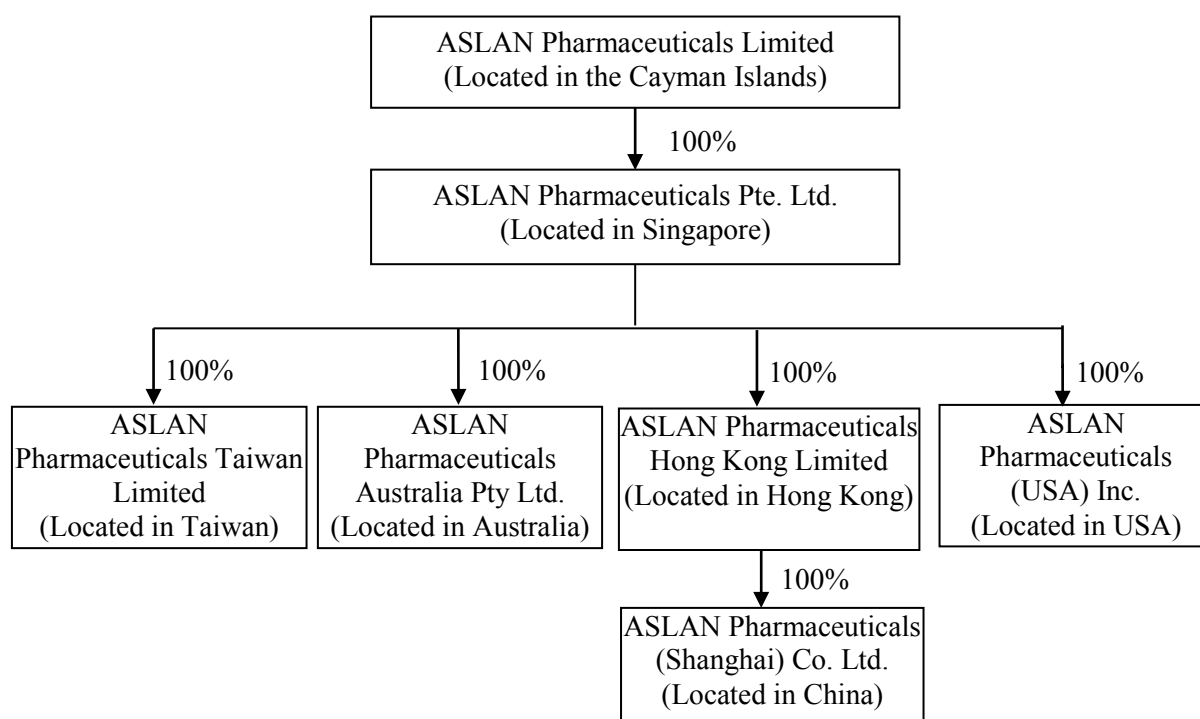 ASLAN Pharmaceuticals Limited
(Located in the Cayman Islands)
100%
ASLAN Pharmaceuticals Pte. Ltd.
(Located in Singapore)
100%
100%
100%
100%
ASLAN
Pharmaceuticals Taiwan
Limited
(Located in Taiwan)
ASLAN
Pharmaceuticals
Australia Pty Ltd.
(Located in Australia)
ASLAN Pharmaceuticals
Hong Kong Limited
(Located in Hong Kong)
ASLAN
Pharmaceuticals
(USA) Inc.
(Located in USA)
100%
ASLAN Pharmaceuticals
(Shanghai) Co. Ltd.
(Located in China)